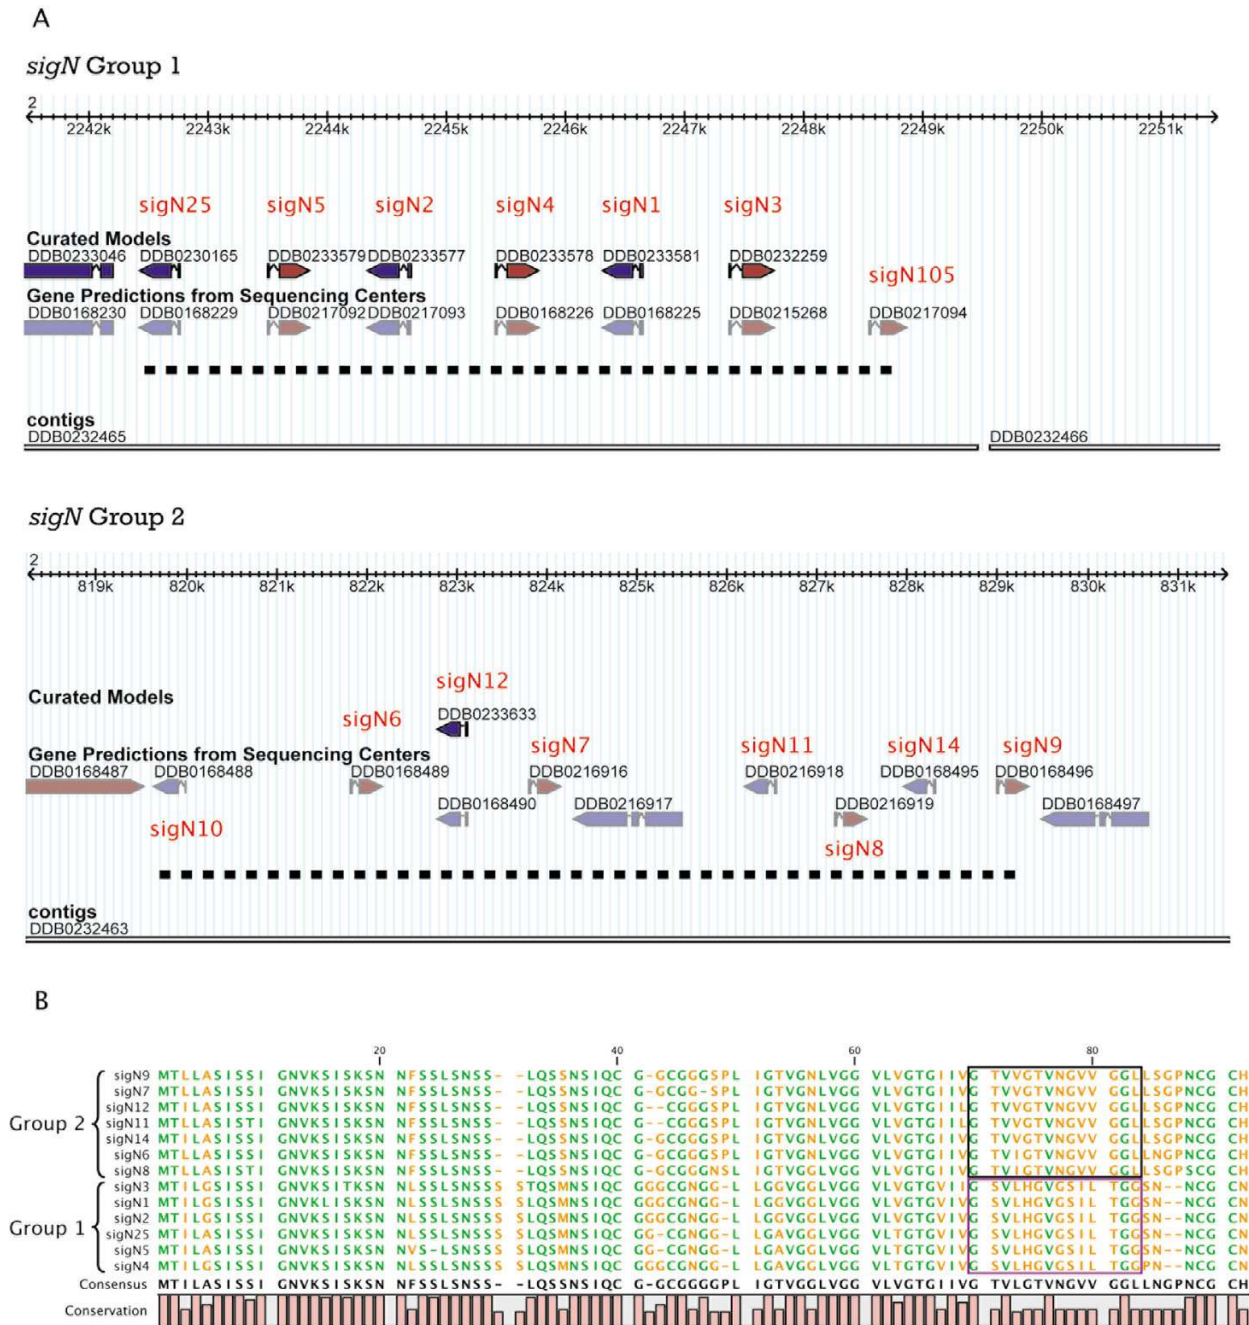 A
sigN Group 1
2
2242k 2243k 2244k 2245k 2246k 2247k 2248k 2249k 2250k 2251k
sigN25 sigN5 sigN2 sigN4 sigN1 sigN3
Curated Models
DDB0233046 DDB0230165 DDB0233579 DDB0233577 DDB0233578 DDB0233581 DDB0232259
sigN105
Gene Predictions from Sequencing Centers
DDB0168230 DDB0168229 DDB0217092 DDB0217093 DDB0168226 DDB0168225 DDB0215268 DDB0217094
contigs
DDB0232465 DDB0232466
sigN Group 2
2
819k 820k 821k 822k 823k 824k 825k 826k 827k 828k 829k 830k 831k
sigN12
Curated Models
DDB0233633
sigN6
sigN7 sigN11 sigN14 sigN9
Gene Predictions from Sequencing Centers
DDB0168487 DDB0168488 DDB0168489 DDB0216916 DDB0216918 DDB0168495 DDB0168496
DDB0168490 DDB0216917 DDB0216919 DDB0168497
sigN10
sigN8
contigs
DDB0232463
B
20 40 60 80
sigN9 MTLLASISSI GNVKSISKSN NFSSLSNSS- -LQSSNSIQC G-GCGGGSPL IGTVGNLVGG VLVGTGIIVG TVVGTVNGVV GGLLSGPNCG CH
sigN7 MTLLASISSI GNVKSISKSN NFSSLSNSS- -LQSSNSIQC G-GCGG-SPL IGTVGNLVGG VLVGTGIIVG TVVGTVNGVV GGLLSGPNCG CH
sigN12 MTILASISSI GNVKSISKSN NFSSLSNSS- -LQSSNSIQC G--CGGGSPL IGTVGNLVGG VLVGTGIILG TVVGTVNGVV GGLLSGPNCG CH
sigN11 MTLLASISTI GNVKSISKSN NFSSLSNSS- -LQSSNSIQC G--CGGGSPL IGTVGNLVGG VLVGTGIILG TVVGTVNGVV GGLLSGPNCG CH
Group 2
sigN14 MTILASISSI GNVKSISKSN NFSSLSNSS- -LQSSNSIQC G-GCGGGSPL IGTVGNLVGG VLVGTGIIVG TVVGTVNGVV GGLLNGPNCG CH
sigN6 MTILASISSI GNVKSISKSN NFSSLSNSS- -LQSSNSIQC G-GCGGGSPL IGTVGNLVGG VLVGTGIIVG TVVGTVNGVV GGLLNGPNCG CH
sigN8 MTLLASISTI GNVKSISKSN NFSSLSNSS- -LQSSNSIQC G-GCGGGNSL IGTVGGLVGG VLVGTGIIVG TVIGTVNGVV GGLLSGPSCG CH
sigN3 MTILGSISSI GNVKSITKSN NLSSLSNSSS STQSMNSIQC GGGCGNGG-L LGGVGGLVGG VLVGTGVIVG SVLHGVGSIL TGGSN--NCG CN
sigN1 MTILGSISSI GNVKLISKSN NLSSLSNSSS SLQSMNSIQC GGGCGNGG-L LGGVGGLVGG VLVGTGVIVG SVLHGVGSIL TGGSN--NCG CN
sigN2 MTILGSISSI GNVKSISKSN NLSSLSNSSS SLQSMNSIQC GGGCGNGG-L LGGVGGLVGG VLVGTGVIVG SVLHGVGSIL TGGSN--NCG CN
Group 1
sigN25 MTILGSISSI GNVKSISKSN NLSSLSNSSS SLQSMNSIQC GG-CGNGG-L LGAVGGLVGG VLVGTGVIVG SVLHGVGSIL TGGSN--NCG CN
sigN5 MTILASISSI GNVKSISKSN NVS-LSNSSS SLQSMNSIQC GG-CGNGG-L LGAVGGLVGG VLTGTGVIVG SVLHGVGSIL TGGSN--NCG CN
sigN4 MTILGSISSI GNVKSISKSN NLSSLSNSSS SLQSMNSIQC GGGCGNGG-L LGGVGGLVGG VLTGTGVIVG SVLHGVGSIL TGGPN--NCG CN
Consensus MTILASISSI GNVKSISKSN NFSSLSNSS- -LQSSNSIQC G-GCGGGGPL IGTVGGLVGG VLVGTGIIVG TVLGTVNGVV GGLLNGPNCG CH
Conservation